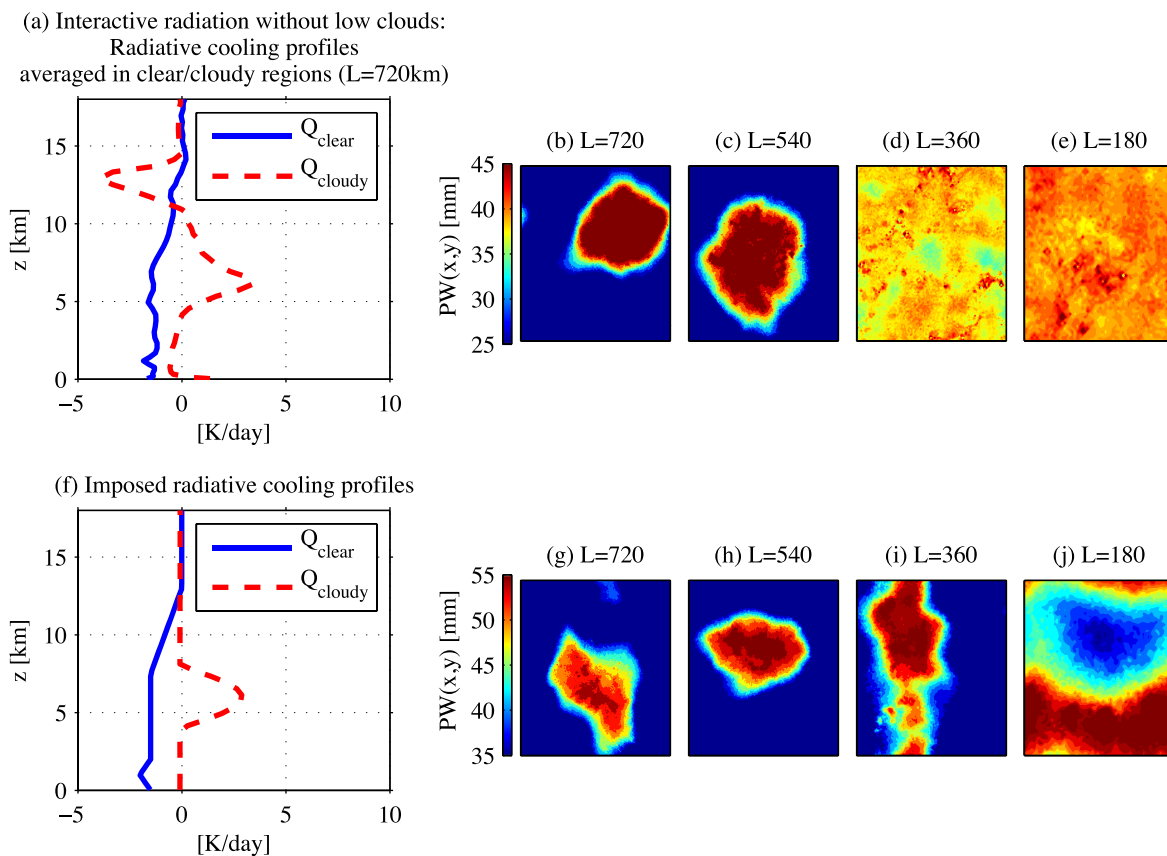 (a) Interactive radiation without low clouds:
Radiative cooling profiles
averaged in clear/cloudy regions (L=720km)
Q_clear
Q_cloudy
15
10
5
0
z [km]
−5 0 5 10
[K/day]
(b) L=720
(c) L=540
(d) L=360
(e) L=180
PW(x,y) [mm]
45
40
35
30
25
(f) Imposed radiative cooling profiles
Q_clear
Q_cloudy
15
10
5
0
z [km]
−5 0 5 10
[K/day]
(g) L=720
(h) L=540
(i) L=360
(j) L=180
PW(x,y) [mm]
55
50
45
40
35